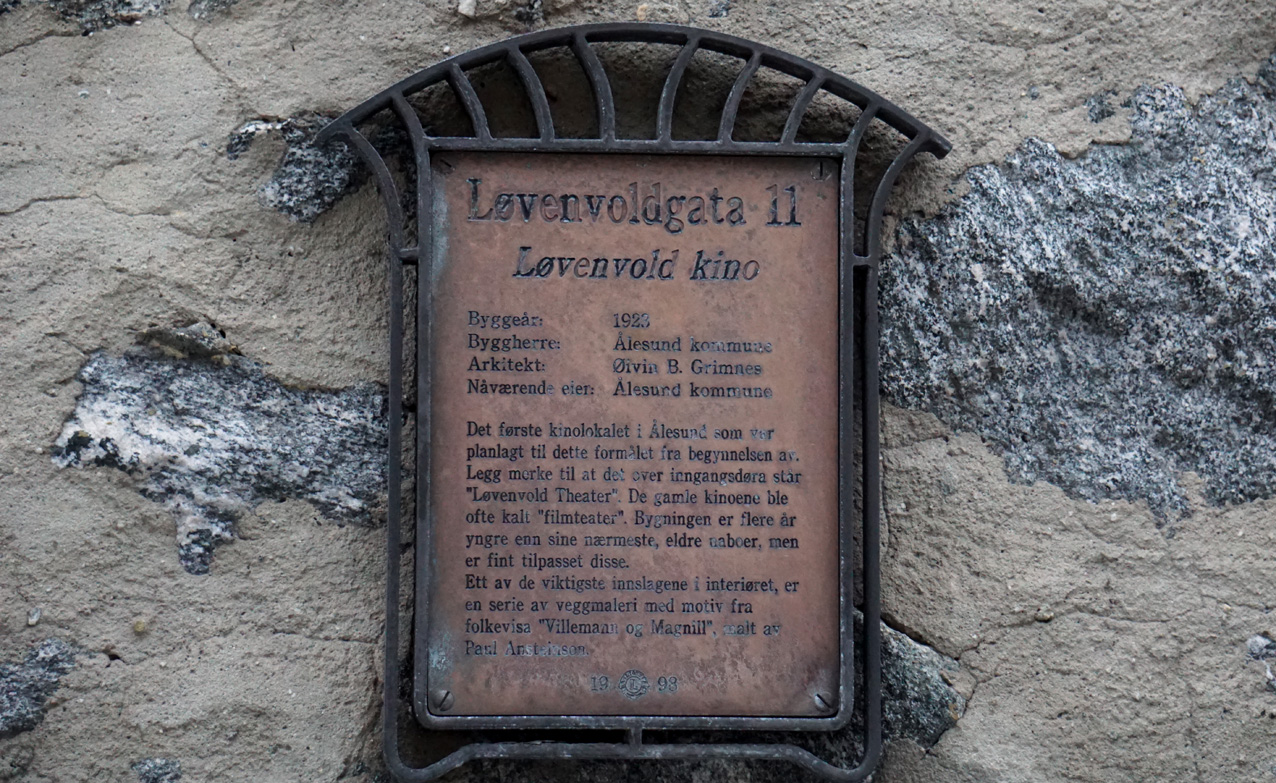 Løvenvoldgata 11
Løvenvold kino
Byggeår: 1923
Byggherre: Ålesund kommune
Arkitekt: Øivin B. Grimnes
Nåværende eier: Ålesund kommune
Det første kinolokalet i Ålesund som var
planlagt til dette formålet fra begynnelsen av.
Legg merke til at det over inngangsdøra står
"Løvenvold Theater". De gamle kinoene ble
ofte kalt "filmteater". Bygningen er flere år
yngre enn sine nærmeste, eldre naboer, men
er fint tilpasset disse.
Ett av de viktigste innslagene i interiøret, er
en serie av veggmaleri med motiv fra
folkevisa "Villemann og Magnill", malt av
Paul Ansteinson.
19 98